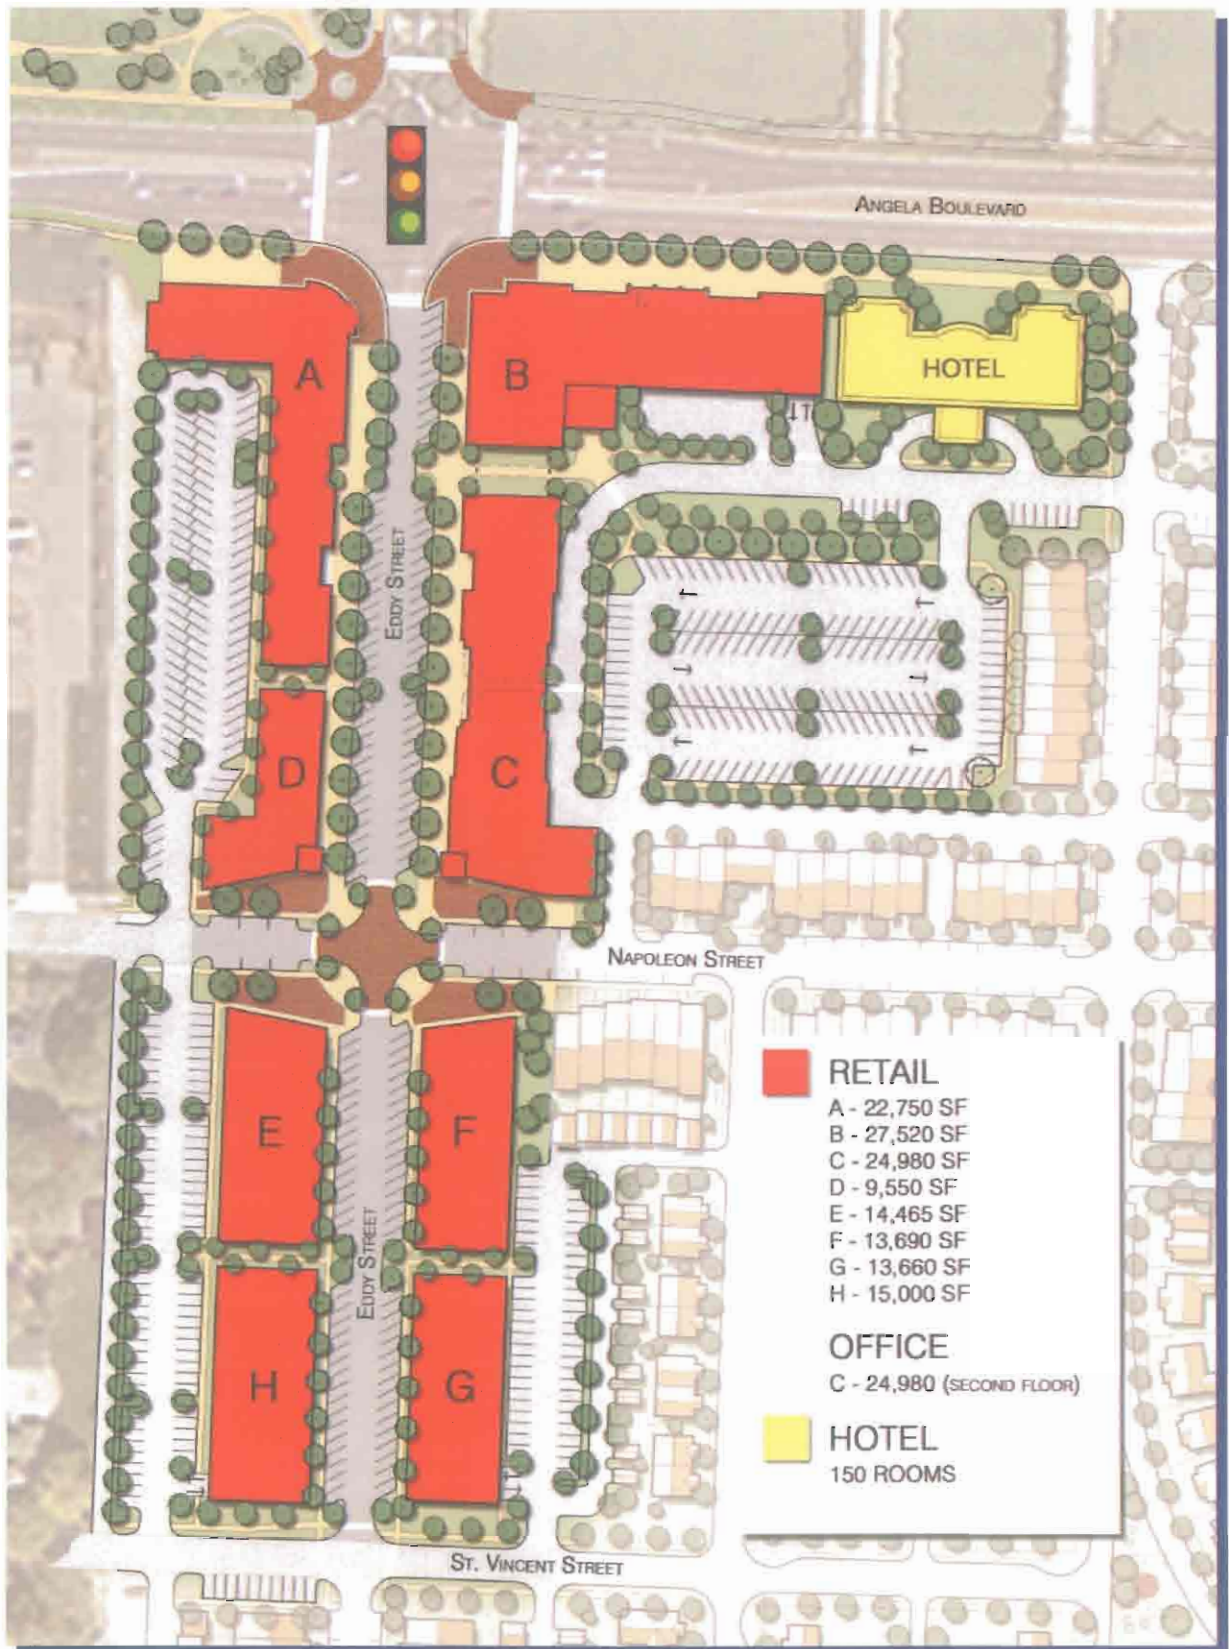 ANGELA BOULEVARD
A
B
HOTEL
EDDY STREET
D
C
NAPOLEON STREET
E
F
EDDY STREET
H
G
ST. VINCENT STREET
RETAIL
A - 22,750 SF
B - 27,520 SF
C - 24,980 SF
D - 9,550 SF
E - 14,465 SF
F - 13,690 SF
G - 13,660 SF
H - 15,000 SF
OFFICE
C - 24,980 (SECOND FLOOR)
HOTEL
150 ROOMS